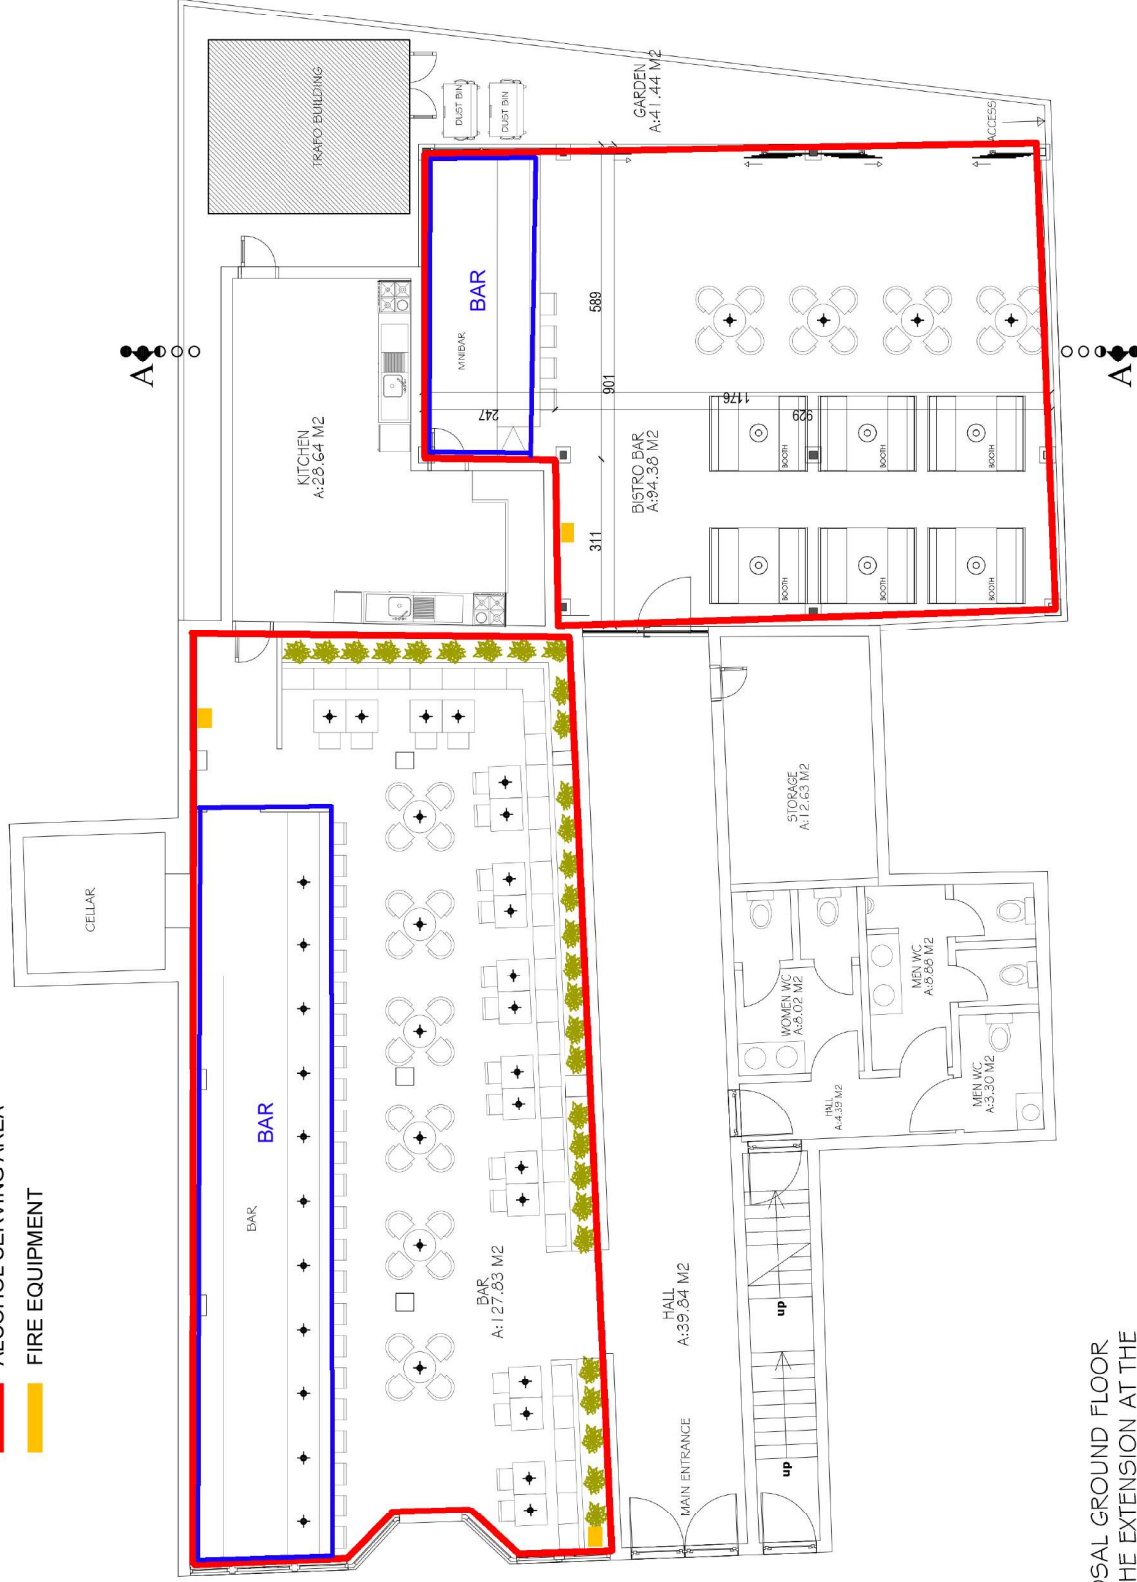 ALCOHOL SERVING AREA
FIRE EQUIPMENT
TRAFO BUILDING
DUST BIN
DUST BIN
GARDEN
A:41.44 M2
ACCESS
A
A
KITCHEN
A:28.64 M2
MINIBAR
BAR
247
589
901
311
1176
929
BISTRO BAR
A:94.38 M2
BOOTH
BOOTH
BOOTH
BOOTH
BOOTH
BOOTH
CELLAR
BAR
BAR
BAR
A:127.83 M2
HALL
A:39.84 M2
MAIN ENTRANCE
STORAGE
A:12.63 M2
WOMEN WC
A:8.02 M2
MEN WC
A:8.88 M2
MEN WC
A:3.30 M2
HALL
A:4.39 M2
up
up
GROUND FLOOR
EXTENSION AT THE